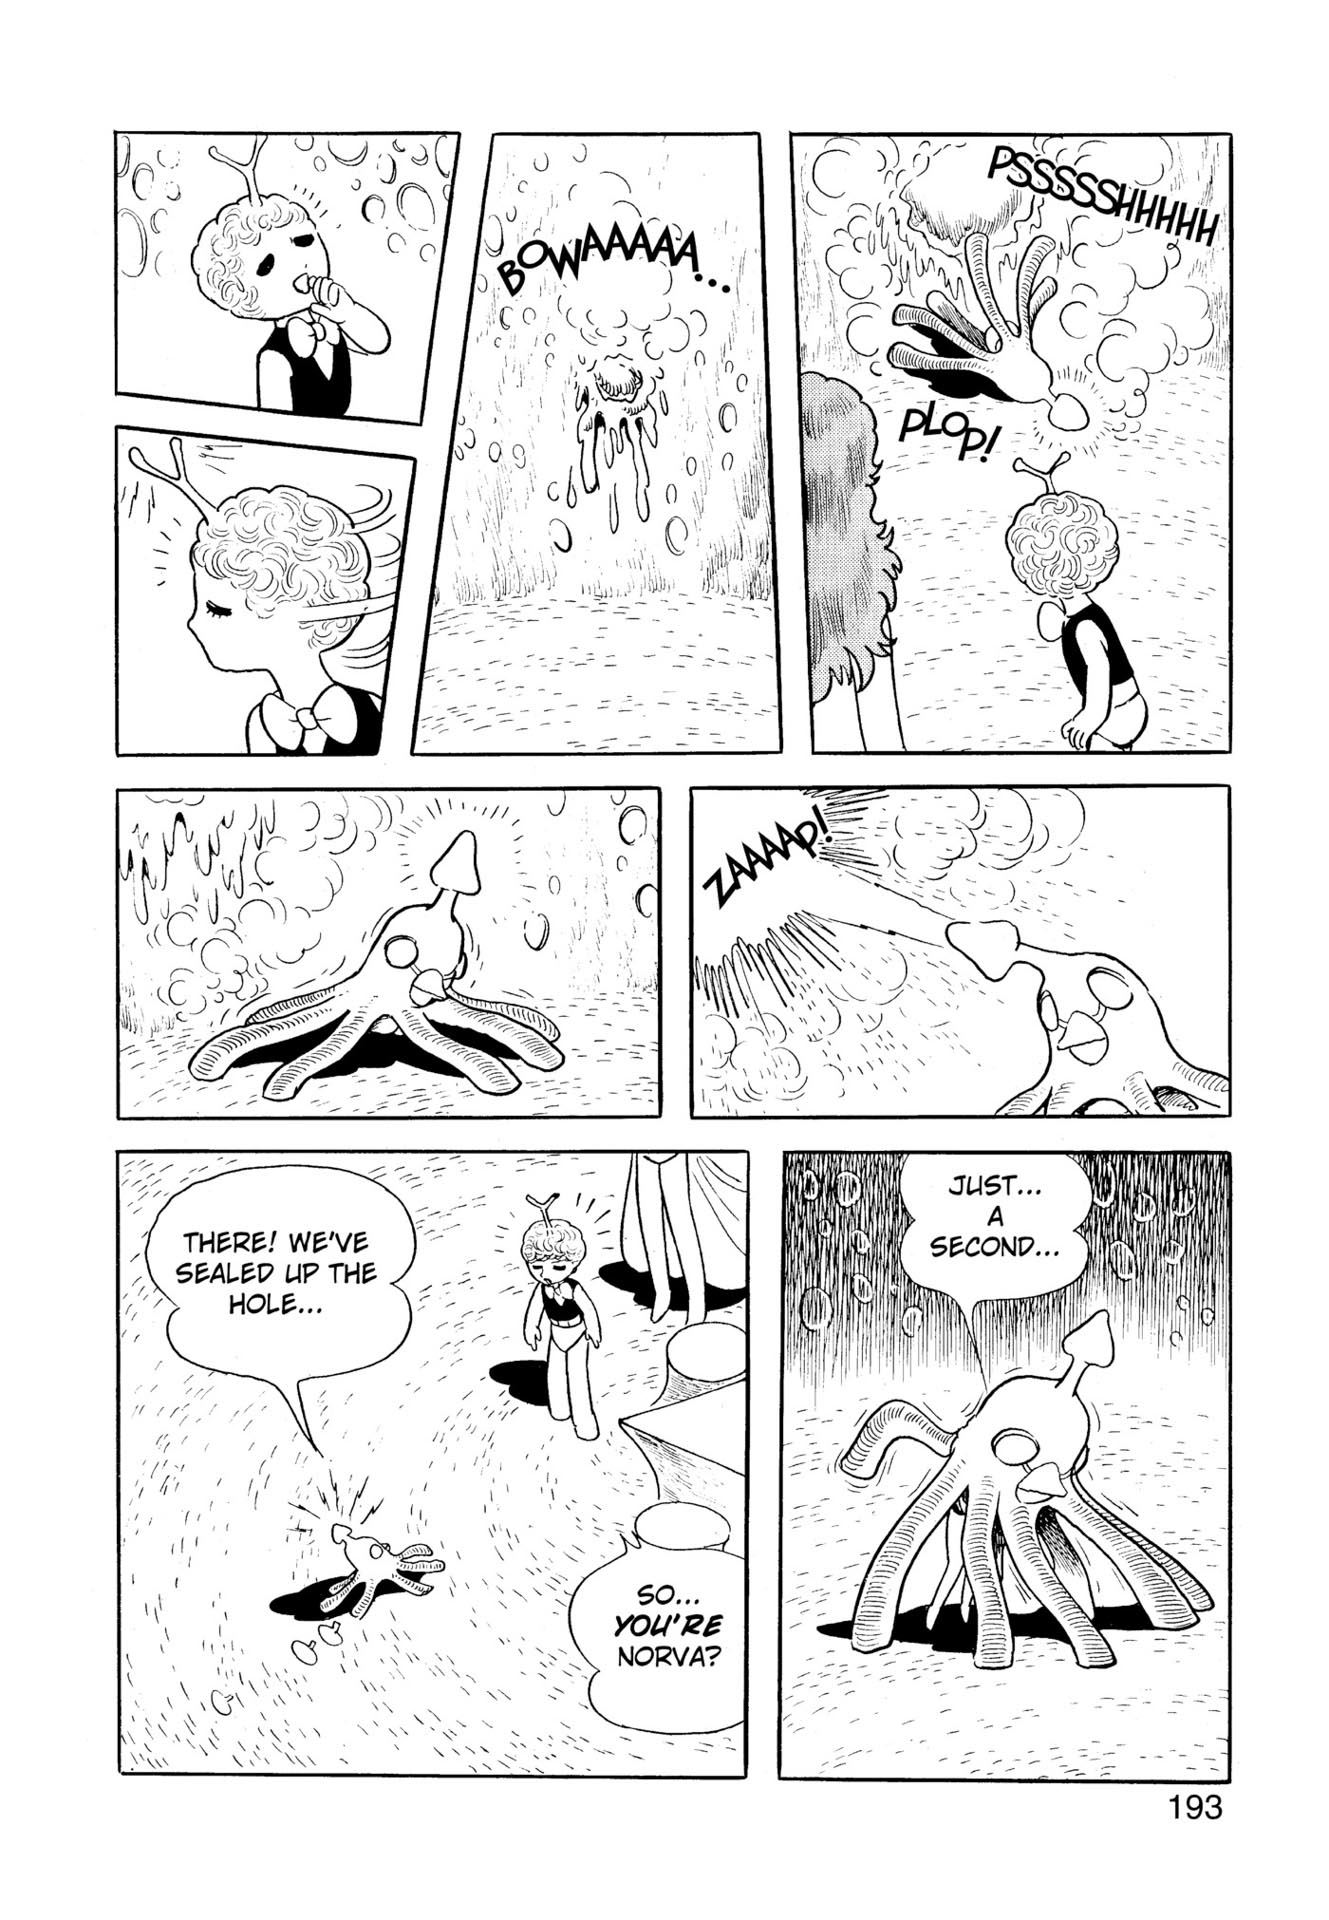 BOWAAAAA...
PSSSSSHHHHH
PLOP!
ZAAAAP!
THERE! WE'VE
SEALED UP THE
HOLE...
SO...
YOU'RE
NORVA?
JUST...
A
SECOND...
193